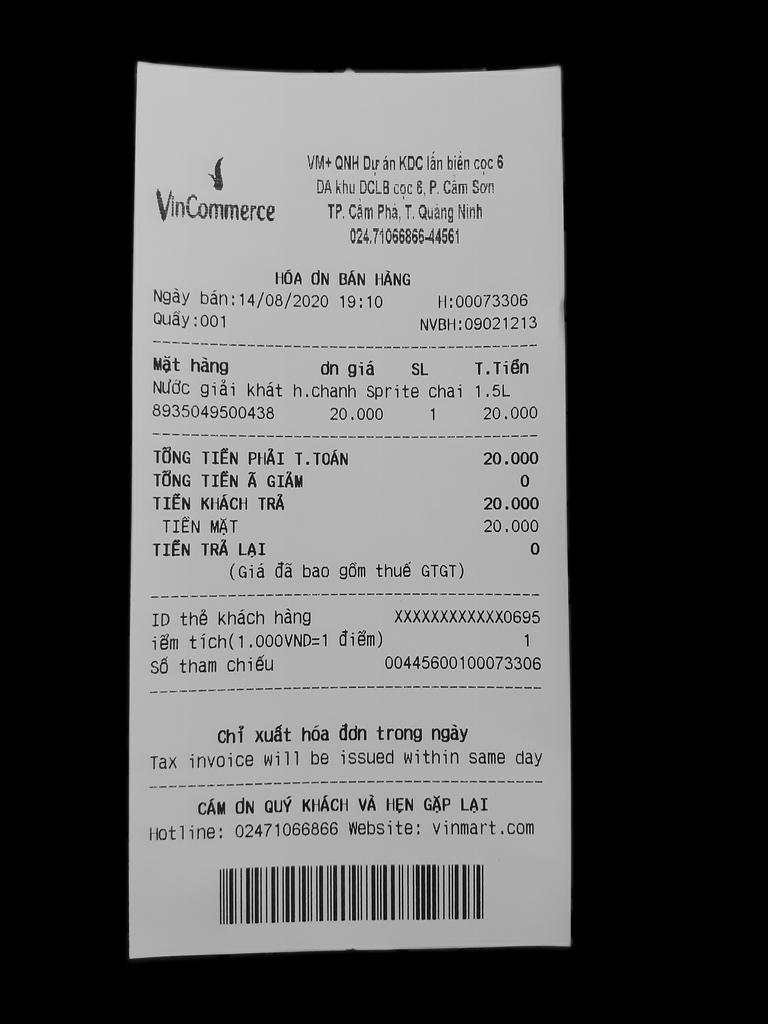 VinCommerce
VM+ QNH Dự án KDC lấn biển cọc 6
DA khu DCLB cọc 6, P. Cẩm Sơn
TP. Cẩm Phả, T. Quảng Ninh
024.71066866-44561
HÓA ƠN BÁN HÀNG
Ngày bán:14/08/2020 19:10 H:00073306
Quầy:001 NVBH:09021213
Mặt hàng ơn giá SL T.Tiền
Nước giải khát h.chanh Sprite chai 1.5L
8935049500438 20.000 1 20.000
TỔNG TIỀN PHẢI T.TOÁN 20.000
TỔNG TIỀN Ã GIẢM 0
TIỀN KHÁCH TRẢ 20.000
TIỀN MẶT 20.000
TIỀN TRẢ LẠI 0
(Giá đã bao gồm thuế GTGT)
ID thẻ khách hàng XXXXXXXXXXXX0695
iểm tích(1.000VND=1 điểm) 1
Số tham chiếu 00445600100073306
Chỉ xuất hóa đơn trong ngày
Tax invoice will be issued within same day
CÁM ƠN QUÝ KHÁCH VÀ HẸN GẶP LẠI
Hotline: 02471066866 Website: vinmart.com